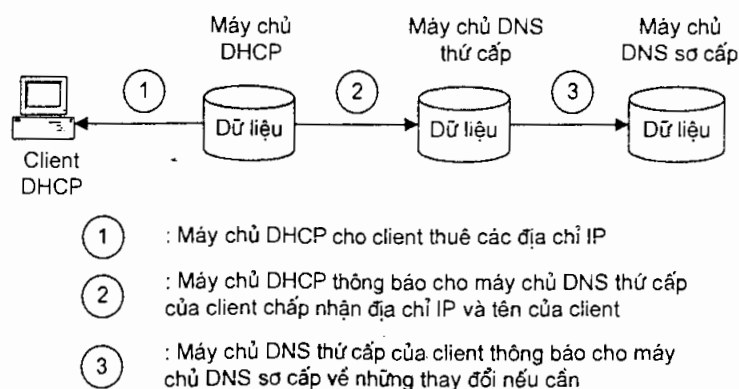 Máy chủ
DHCP
Máy chủ DNS
thứ cấp
Máy chủ
DNS sơ cấp
1
2
3
Dữ liệu
Dữ liệu
Dữ liệu
Client
DHCP
1
: Máy chủ DHCP cho client thuê các địa chỉ IP
2
: Máy chủ DHCP thông báo cho máy chủ DNS thứ cấp
của client chấp nhận địa chỉ IP và tên của client
3
: Máy chủ DNS thứ cấp của client thông báo cho máy
chủ DNS sơ cấp về những thay đổi nếu cần